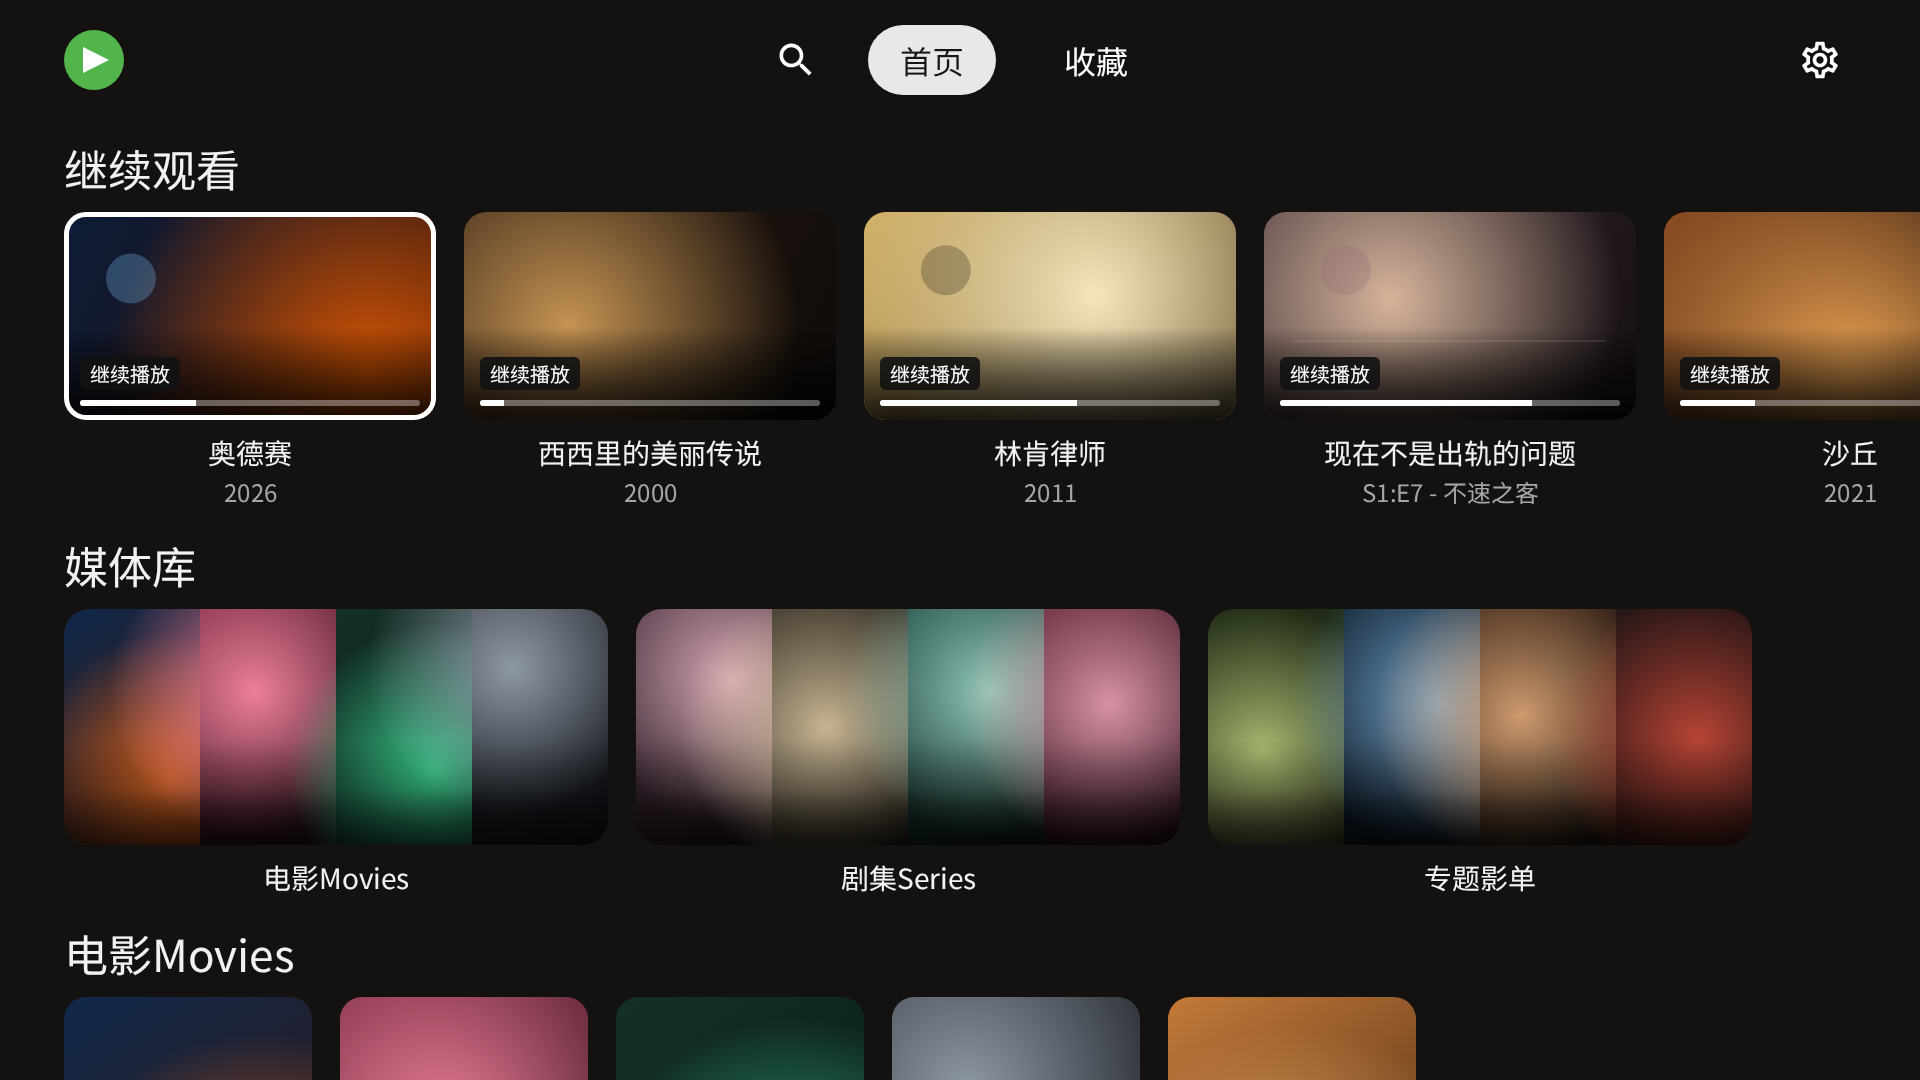 首页
收藏
继续观看
继续播放
继续播放
继续播放
继续播放
继续播放
奥德赛
2026
西西里的美丽传说
2000
林肯律师
2011
现在不是出轨的问题
S1:E7 - 不速之客
沙丘
2021
媒体库
电影Movies
剧集Series
专题影单
电影Movies